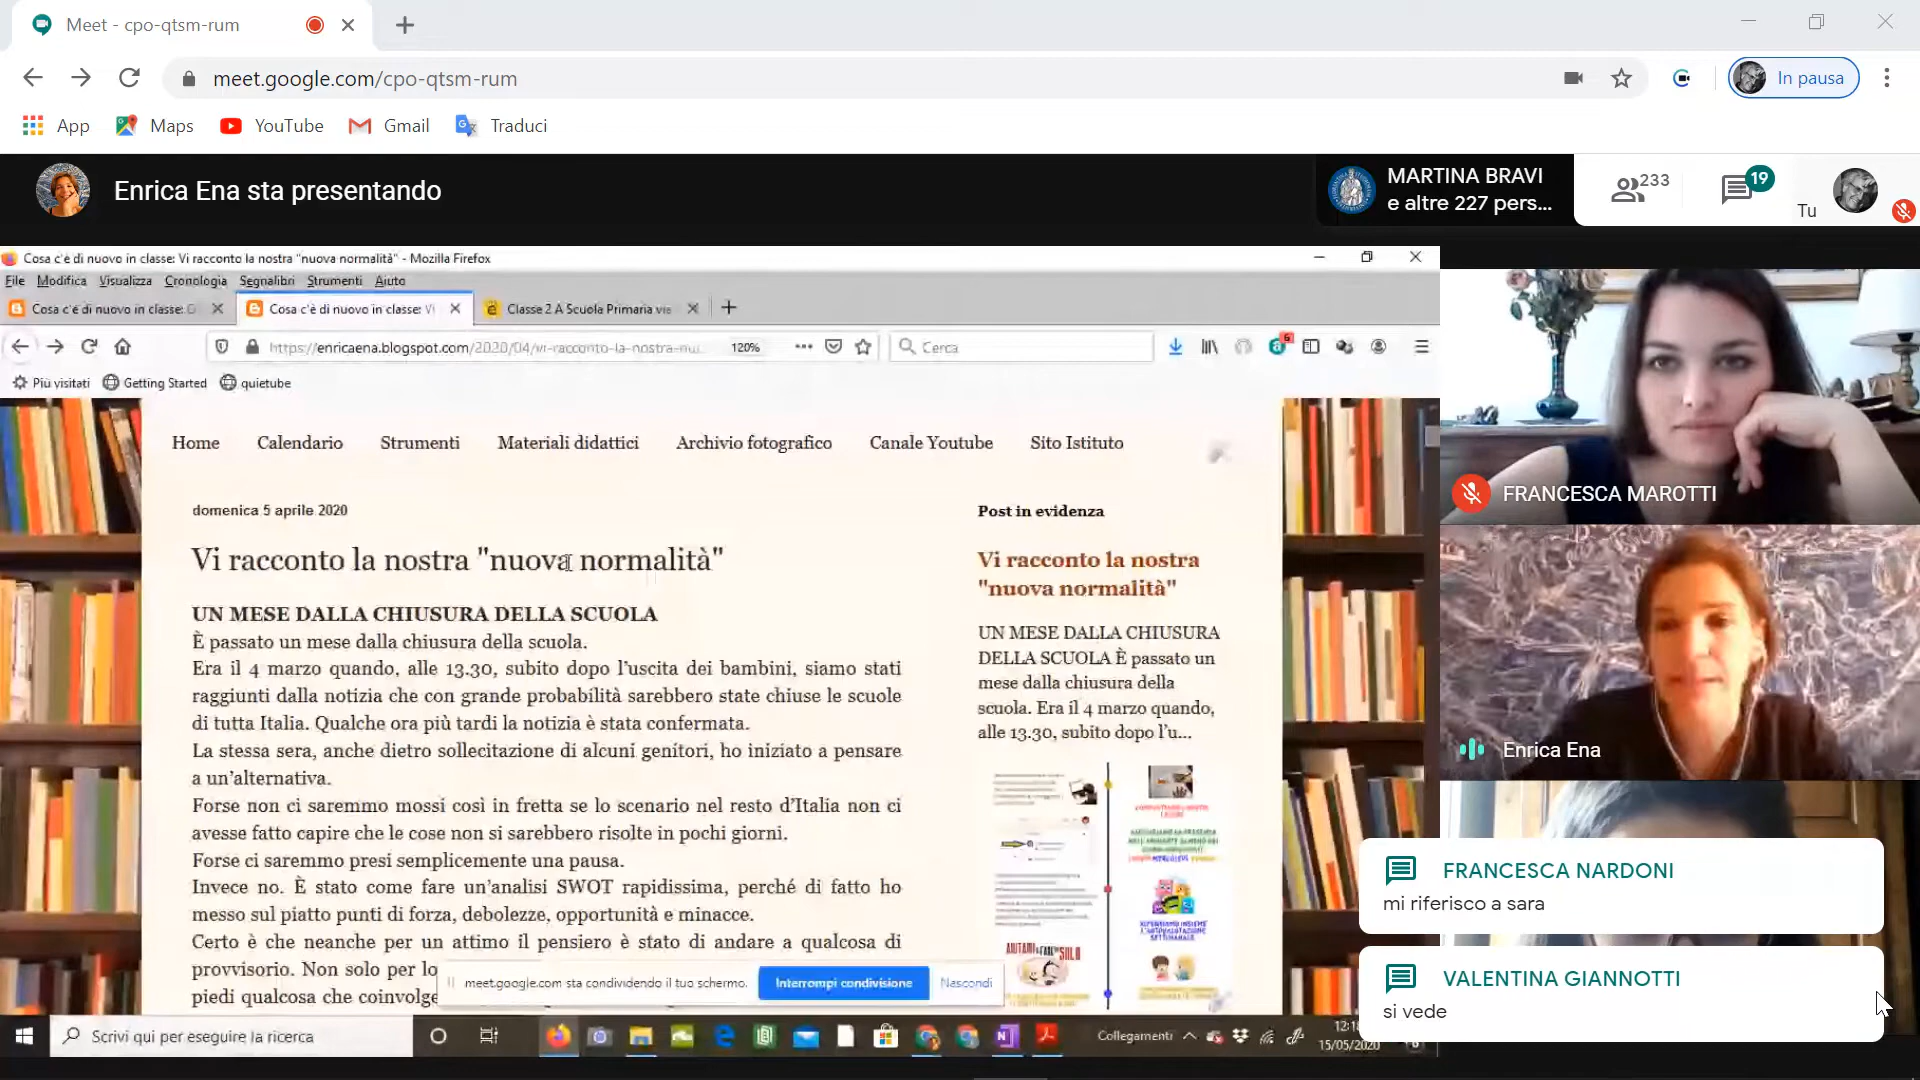 Meet - cpo-qtsm-rum
meet.google.com/cpo-qtsm-rum
In pausa
App Maps YouTube Gmail Traduci
Enrica Ena sta presentando
MARTINA BRAVI
e altre 227 pers...
233
19
Tu
Cosa c'è di nuovo in classe: Vi racconto la nostra "nuova normalità" - Mozilla Firefox
File Modifica Visualizza Cronologia Segnalibri Strumenti Aiuto
Cosa c'è di nuovo in classe: Cosa c'è di nuovo in classe: Vi Classe 2 A Scuola Primaria vie
https://enricaena.blogspot.com/2020/04/vi-racconto-la-nostra-nu... 120% Cerca
Più visitati Getting Started quietube
Home Calendario Strumenti Materiali didattici Archivio fotografico Canale Youtube Sito Istituto
domenica 5 aprile 2020
Vi racconto la nostra "nuova normalità"
UN MESE DALLA CHIUSURA DELLA SCUOLA
È passato un mese dalla chiusura della scuola.
Era il 4 marzo quando, alle 13.30, subito dopo l'uscita dei bambini, siamo stati
raggiunti dalla notizia che con grande probabilità sarebbero state chiuse le scuole
di tutta Italia. Qualche ora più tardi la notizia è stata confermata.
La stessa sera, anche dietro sollecitazione di alcuni genitori, ho iniziato a pensare
a un'alternativa.
Forse non ci saremmo mossi così in fretta se lo scenario nel resto d'Italia non ci
avesse fatto capire che le cose non si sarebbero risolte in pochi giorni.
Forse ci saremmo presi semplicemente una pausa.
Invece no. È stato come fare un'analisi SWOT rapidissima, perché di fatto ho
messo sul piatto punti di forza, debolezze, opportunità e minacce.
Certo è che neanche per un attimo il pensiero è stato di andare a qualcosa di
provvisorio. Non solo per lo
piedi qualcosa che coinvolge
Post in evidenza
Vi racconto la nostra
"nuova normalità"
UN MESE DALLA CHIUSURA
DELLA SCUOLA È passato un
mese dalla chiusura della
scuola. Era il 4 marzo quando,
alle 13.30, subito dopo l'u...
meet.google.com sta condividendo il tuo schermo. Interrompi condivisione Nascondi
FRANCESCA MAROTTI
Enrica Ena
FRANCESCA NARDONI
mi riferisco a sara
VALENTINA GIANNOTTI
si vede
Scrivi qui per eseguire la ricerca
Collegamenti
15/05/2020